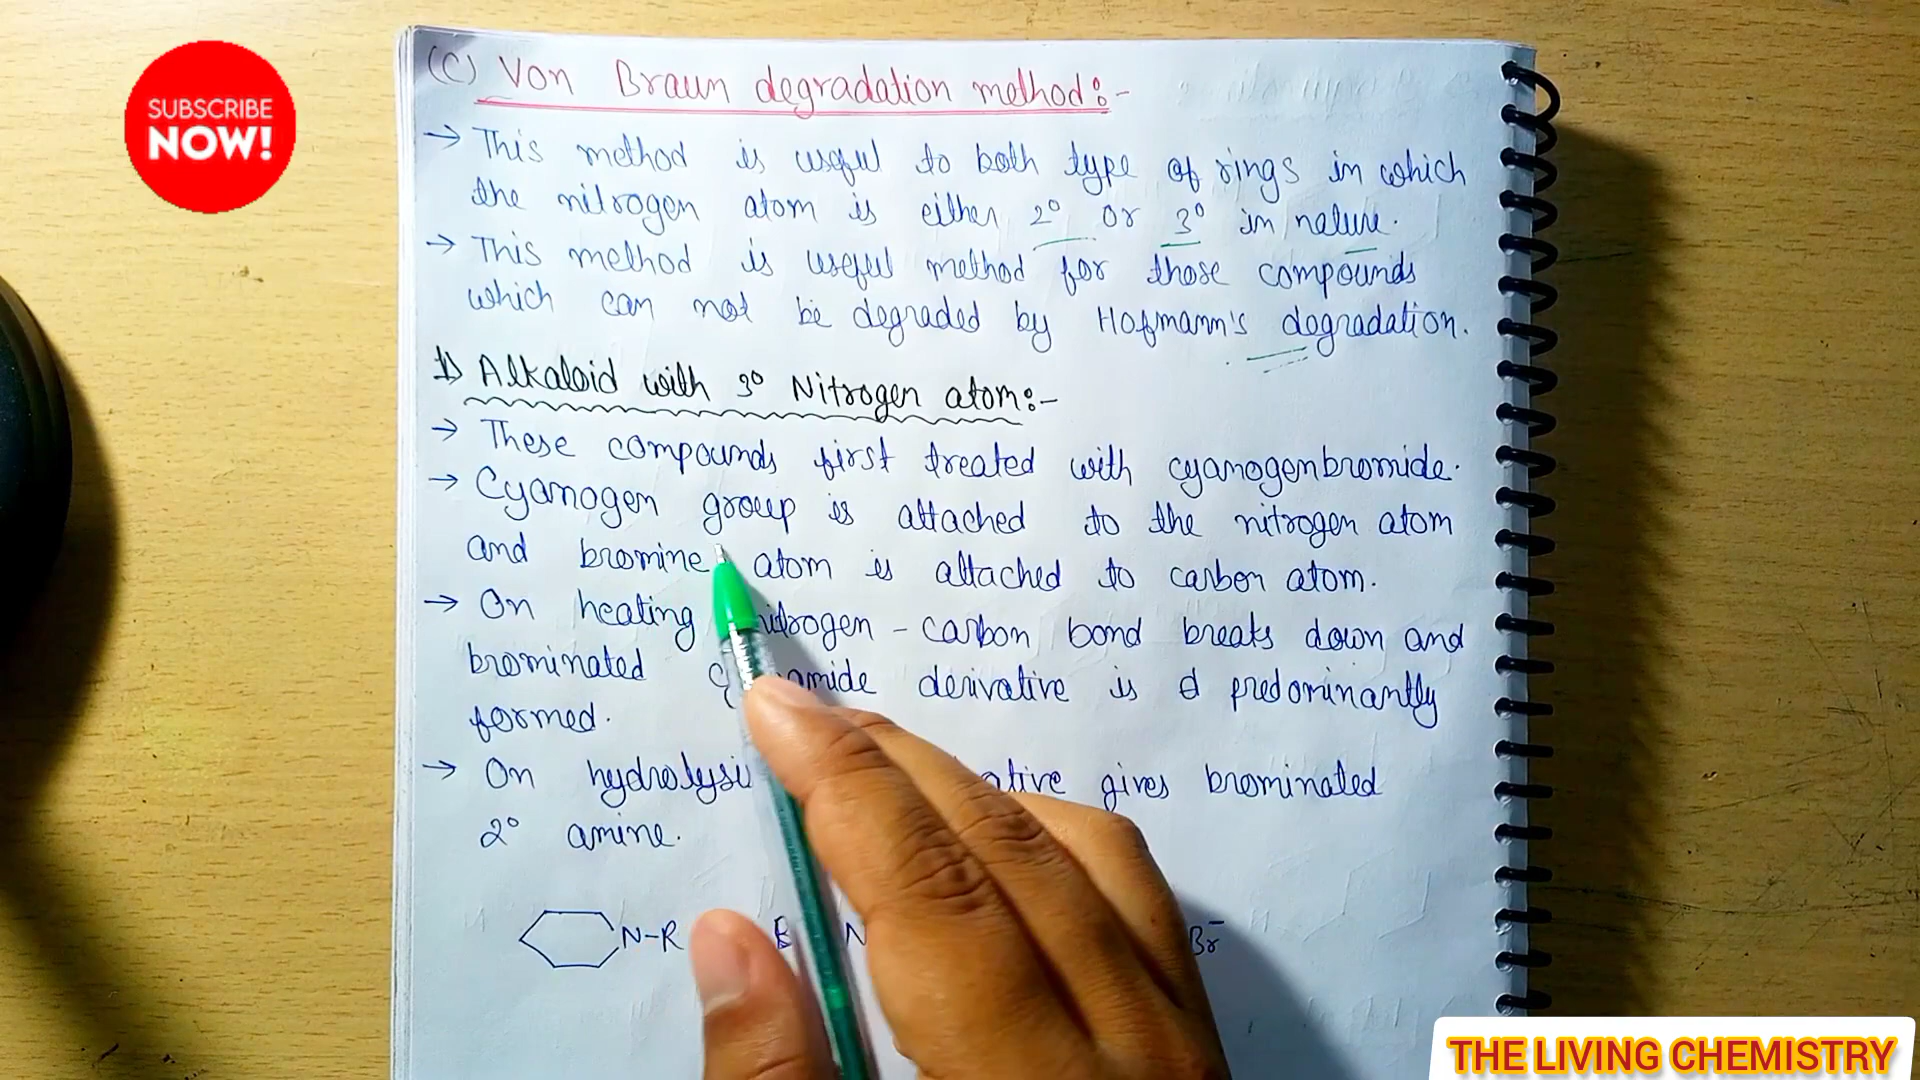 SUBSCRIBE
NOW!
(C) Von Braun degradation method:-
→ This method is useful to both type of rings in which
the nitrogen atom is either 2° or 3° in nature.
→ This method is useful method for those compounds
which can not be degraded by Hofmann's degradation.
1) Alkaloid with 3° Nitrogen atom:-
→ These compounds first treated with cyanogenbromide.
→ Cyanogen group is attached to the nitrogen atom
and bromine atom is attached to carbon atom.
→ On heating nitrogen - carbon bond breaks down and
brominated derivative is predominantly
formed.
→ On gives brominated
2° amine.
N-R Br⁻
THE LIVING CHEMISTRY